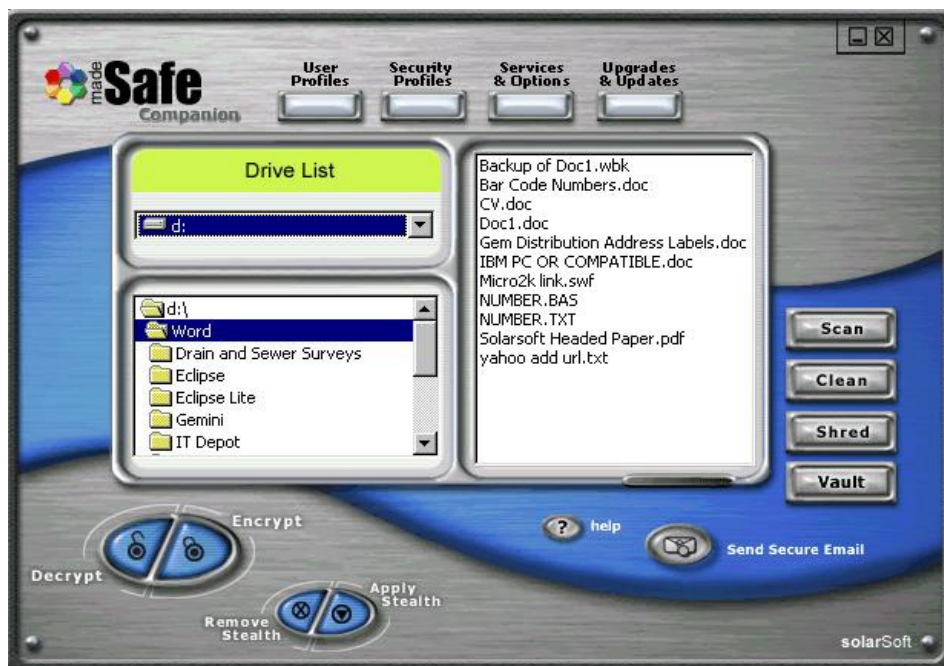 made
Safe
Companion
User
Profiles
Security
Profiles
Services
& Options
Upgrades
& Updates
Drive List
d:
d:\
Word
Drain and Sewer Surveys
Eclipse
Eclipse Lite
Gemini
IT Depot
Backup of Doc1.wbk
Bar Code Numbers.doc
CV.doc
Doc1.doc
Gem Distribution Address Labels.doc
IBM PC OR COMPATIBLE.doc
Micro2k link.swf
NUMBER.BAS
NUMBER.TXT
Solarsoft Headed Paper.pdf
yahoo add url.txt
Scan
Clean
Shred
Vault
Encrypt
Decrypt
? help
Send Secure Email
Apply
Stealth
Remove
Stealth
solarSoft